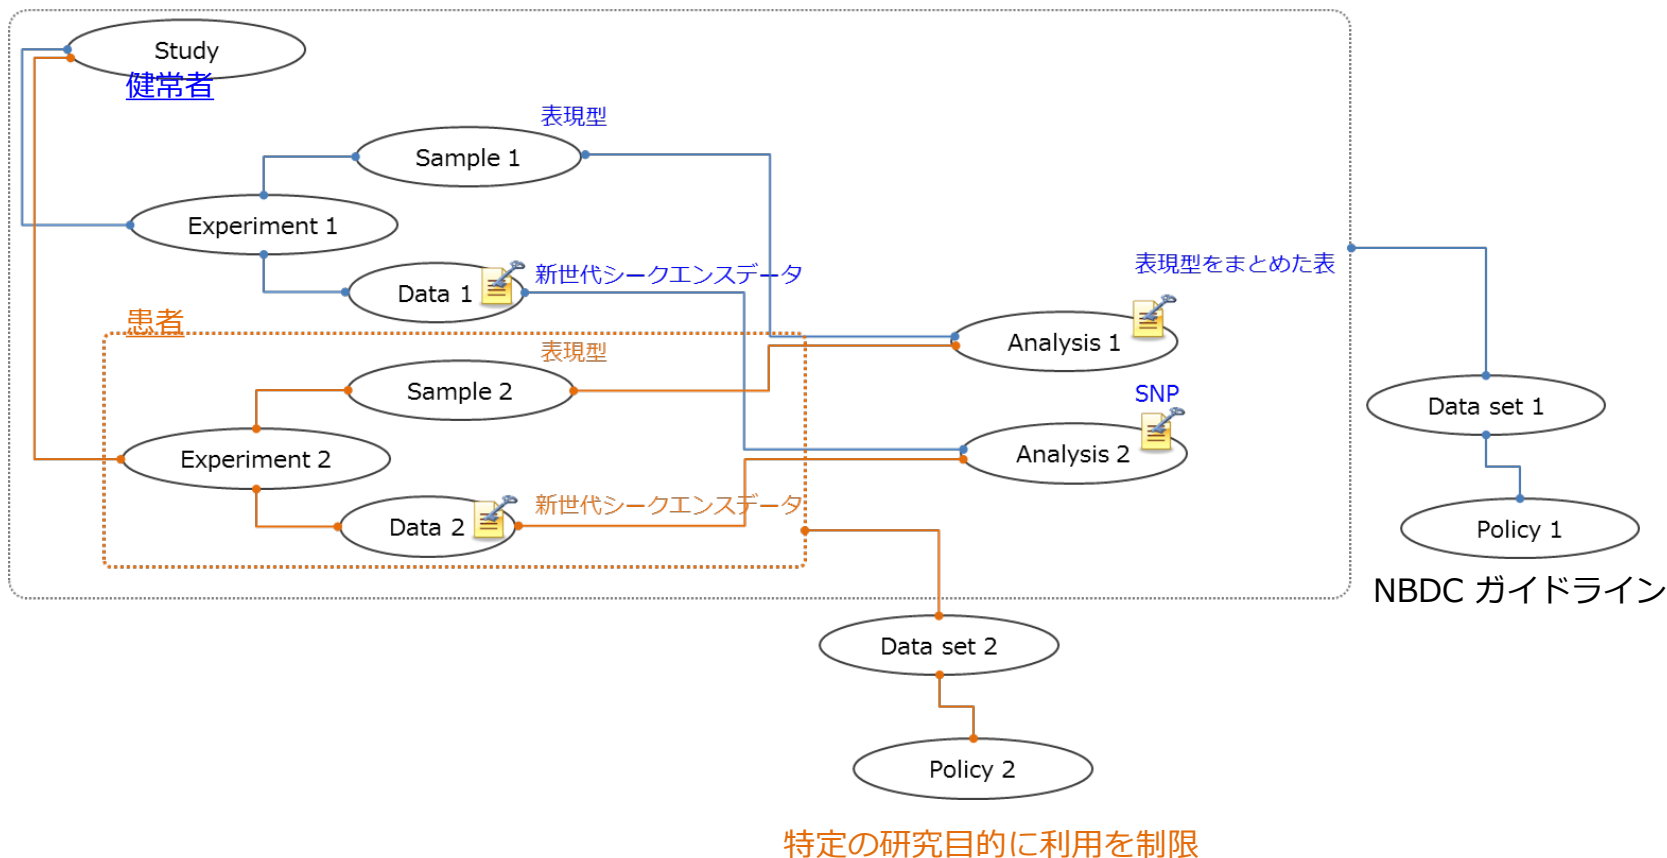 Study
健常者
表現型
Sample 1
Experiment 1
新世代シークエンスデータ
Data 1
患者
表現型
Sample 2
Experiment 2
新世代シークエンスデータ
Data 2
表現型をまとめた表
Analysis 1
SNP
Analysis 2
Data set 1
Policy 1
NBDC ガイドライン
Data set 2
Policy 2
特定の研究目的に利用を制限